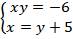 xy = −6
x = y + 5